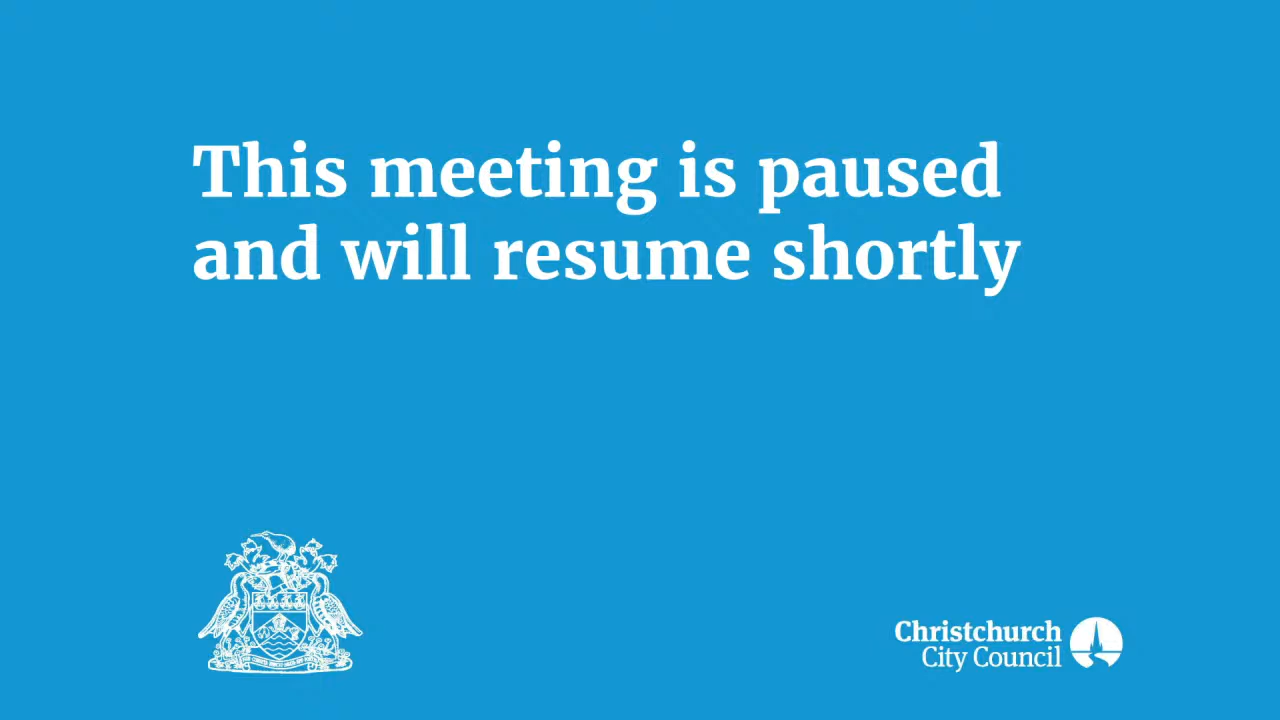 This meeting is paused
and will resume shortly
Christchurch
City Council